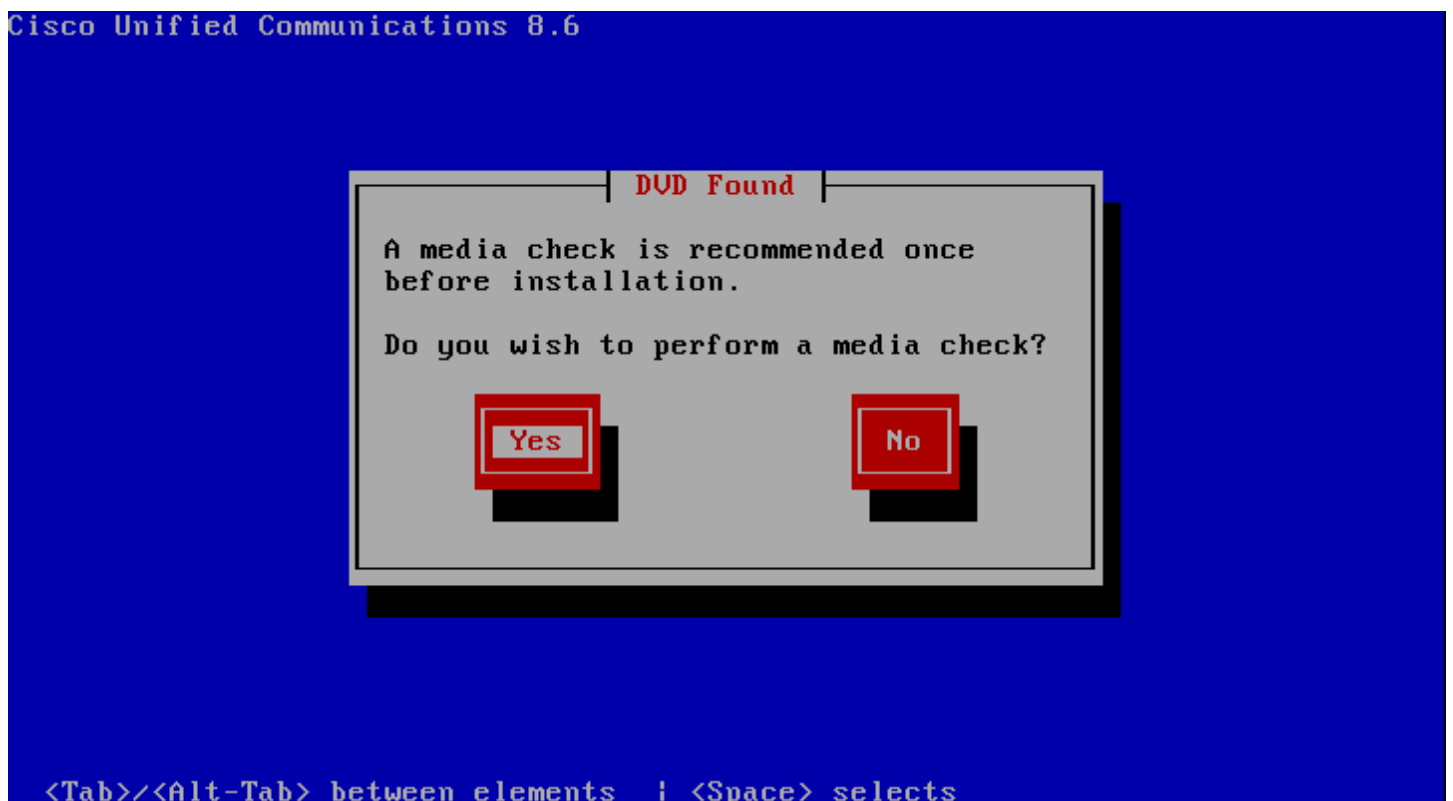 Cisco Unified Communications 8.6
DVD Found
A media check is recommended once
before installation.
Do you wish to perform a media check?
Yes No
<Tab>/<Alt-Tab> between elements | <Space> selects